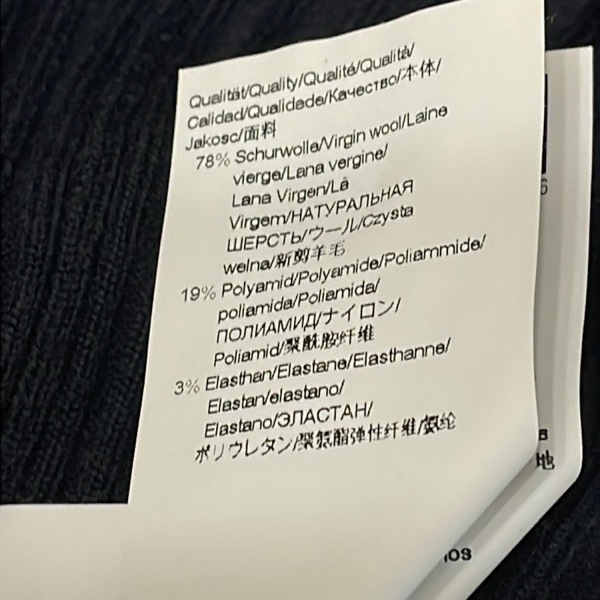 Qualität/Quality/Qualité/Qualità/
Calidad/Qualidade/Качество/本体/
Jakosc/面料
78% Schurwolle/Virgin wool/Laine
vierge/Lana vergine/
Lana Virgen/Lã
Virgem/НАТУРАЛЬНАЯ
ШЕРСТЬ/ウール/Czysta
welna/新剪羊毛
19% Polyamid/Polyamide/Poliammide/
poliamida/Poliamida/
ПОЛИАМИД/ナイロン/
Poliamid/聚酰胺纤维
3% Elasthan/Elastane/Elasthanne/
Elastan/elastano/
Elastano/ЭЛАСТАН/
ポリウレタン/聚氨酯弹性纤维/氨纶
6
地